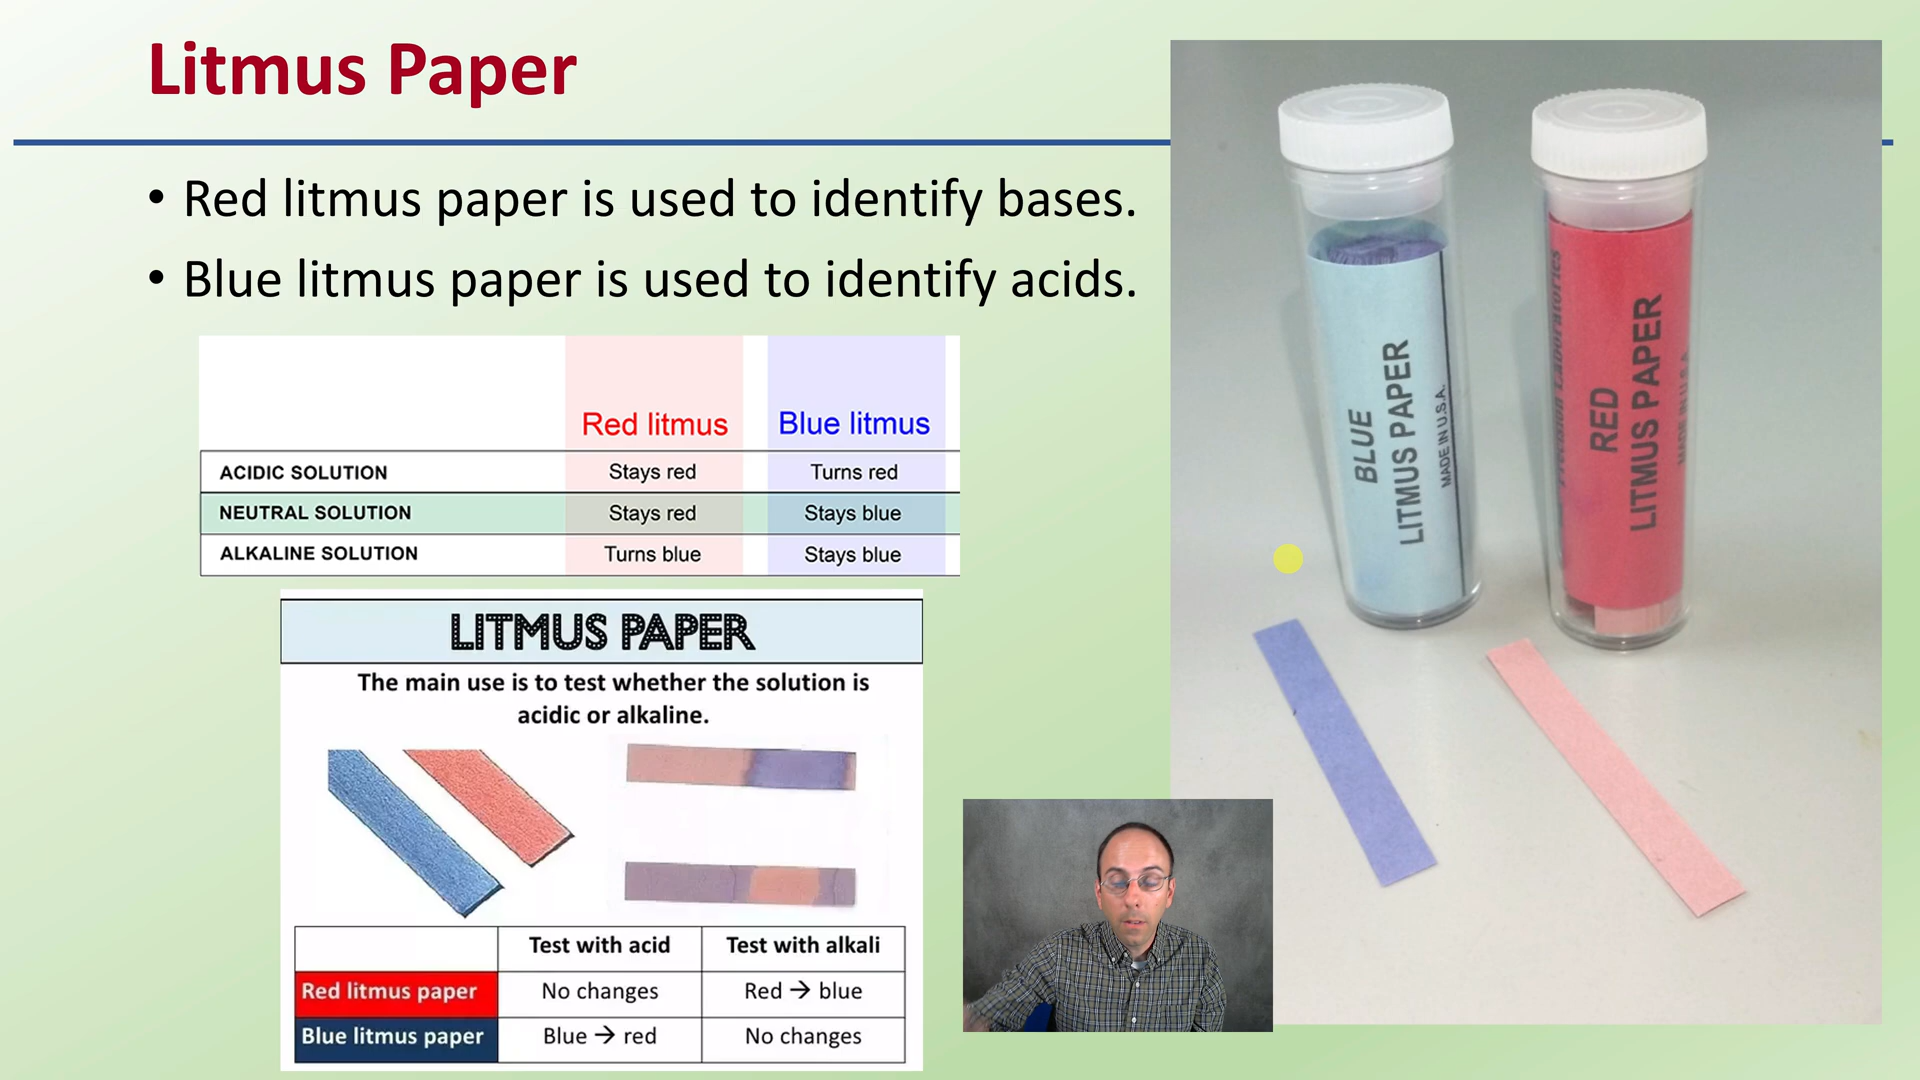 Litmus Paper
• Red litmus paper is used to identify bases.
• Blue litmus paper is used to identify acids.
Red litmus Blue litmus
ACIDIC SOLUTION Stays red Turns red
NEUTRAL SOLUTION Stays red Stays blue
ALKALINE SOLUTION Turns blue Stays blue
LITMUS PAPER
The main use is to test whether the solution is
acidic or alkaline.
Test with acid Test with alkali
Red litmus paper No changes Red → blue
Blue litmus paper Blue → red No changes
BLUE
LITMUS PAPER
MADE IN U.S.A.
Precision Laboratories
RED
LITMUS PAPER
MADE IN U.S.A.